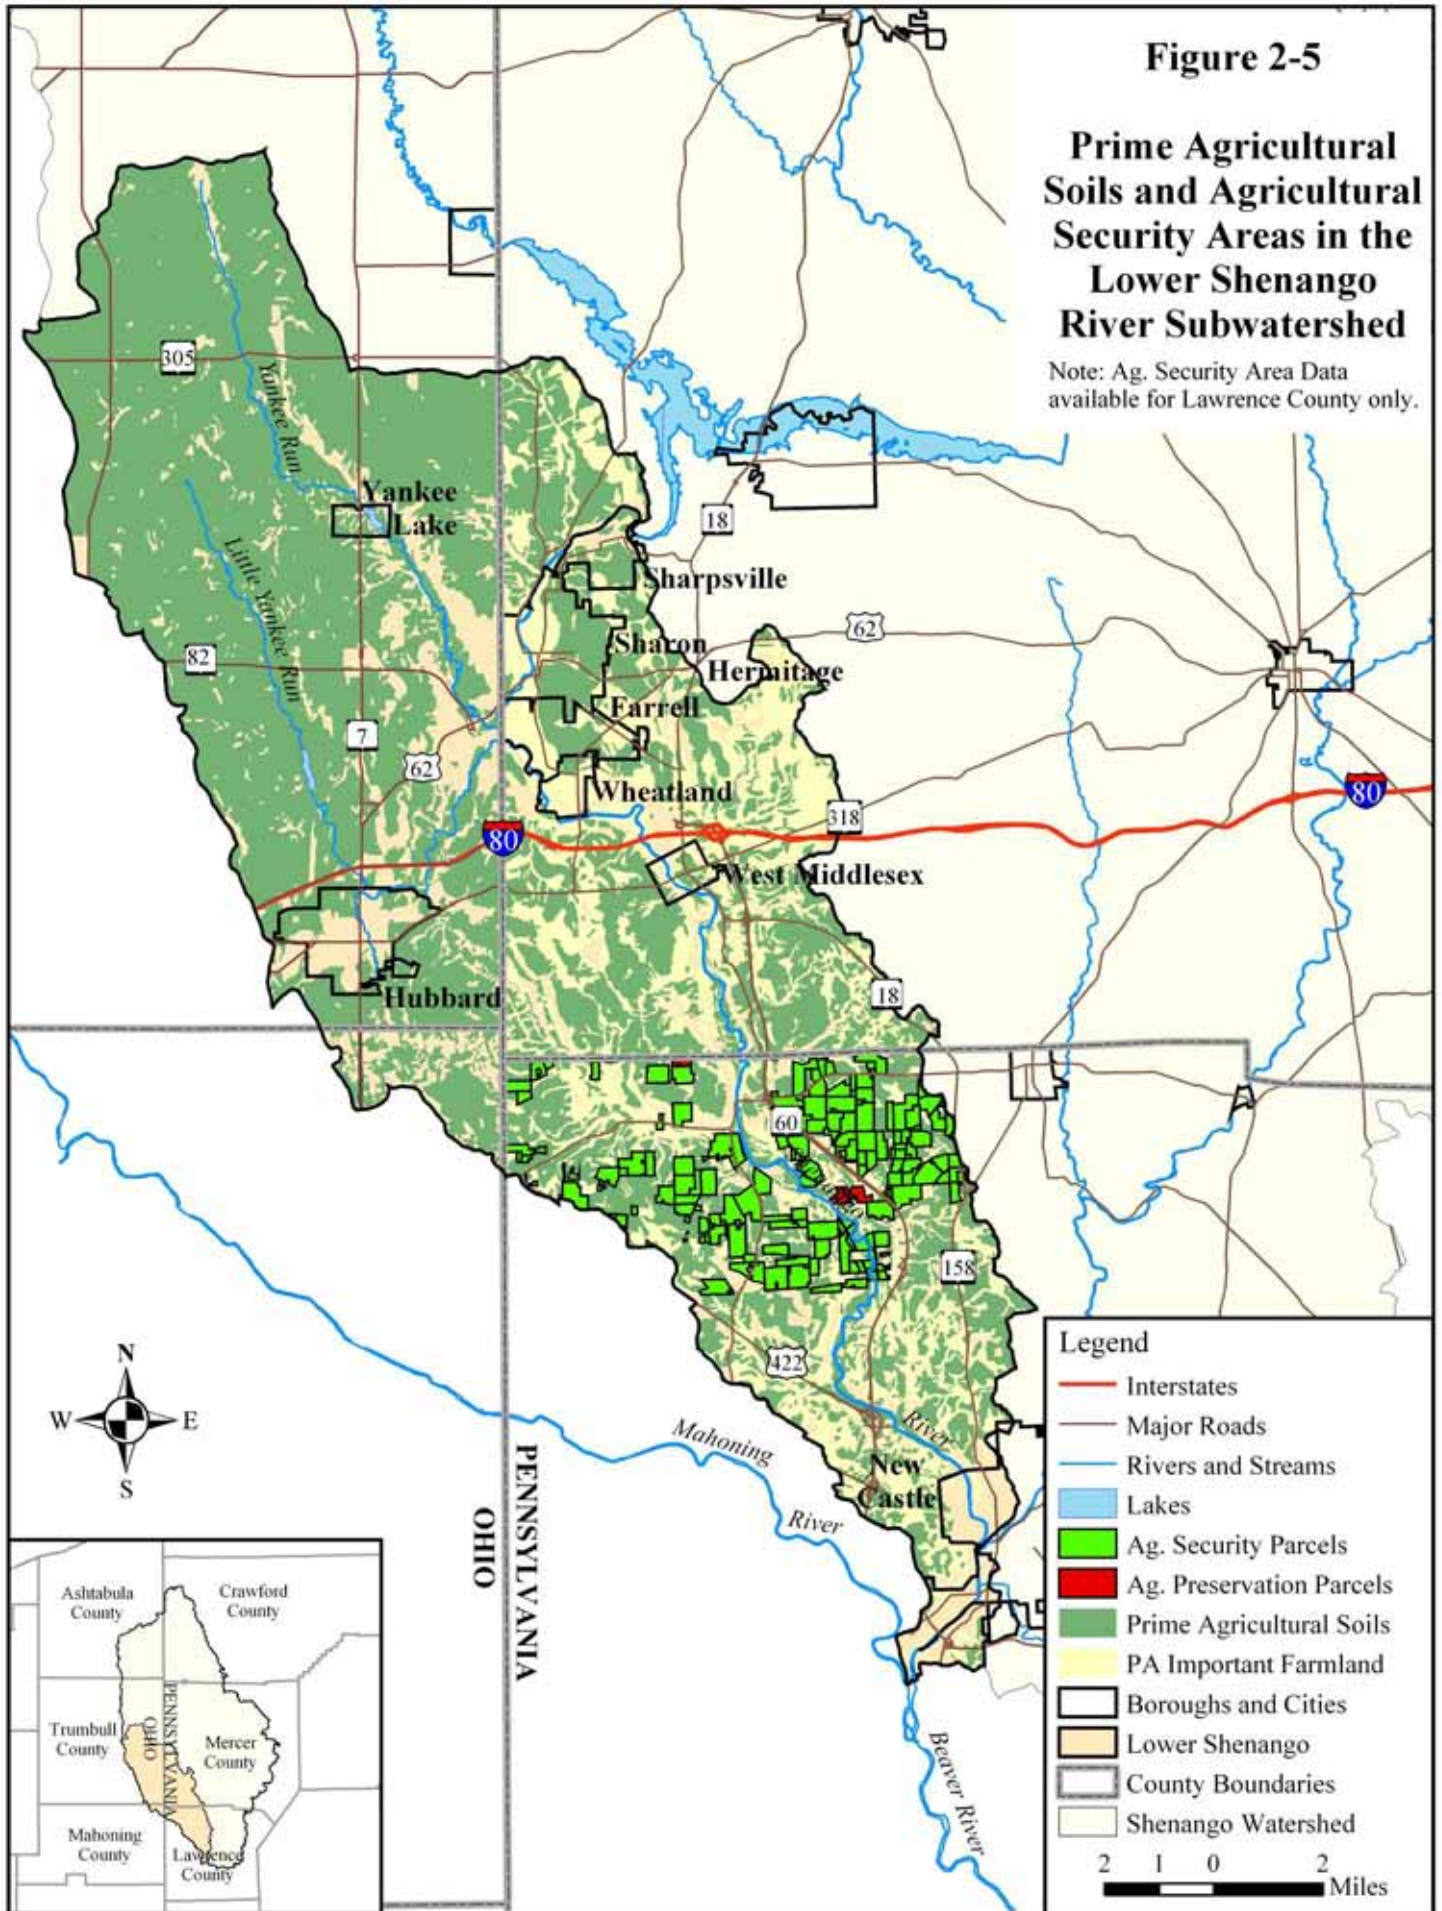 Figure 2-5
Prime Agricultural
Soils and Agricultural
Security Areas in the
Lower Shenango
River Subwatershed
Note: Ag. Security Area Data
available for Lawrence County only.
305
Yankee Run
Yankee
Lake
18
Little Yankee Run
Sharpsville
62
Sharon
82
Hermitage
Farrell
7
62
Wheatland
80
318
80
West Middlesex
18
Hubbard
60
158
422
N
W
E
S
River
Mahoning
New
Castle
River
PENNSYLVANIA
OHIO
Beaver River
Ashtabula
County
Crawford
County
PENNSYLVANIA
OHIO
Trumbull
County
Mercer
County
Mahoning
County
Lawrence
County
Legend
Interstates
Major Roads
Rivers and Streams
Lakes
Ag. Security Parcels
Ag. Preservation Parcels
Prime Agricultural Soils
PA Important Farmland
Boroughs and Cities
Lower Shenango
County Boundaries
Shenango Watershed
2 1 0 2
Miles